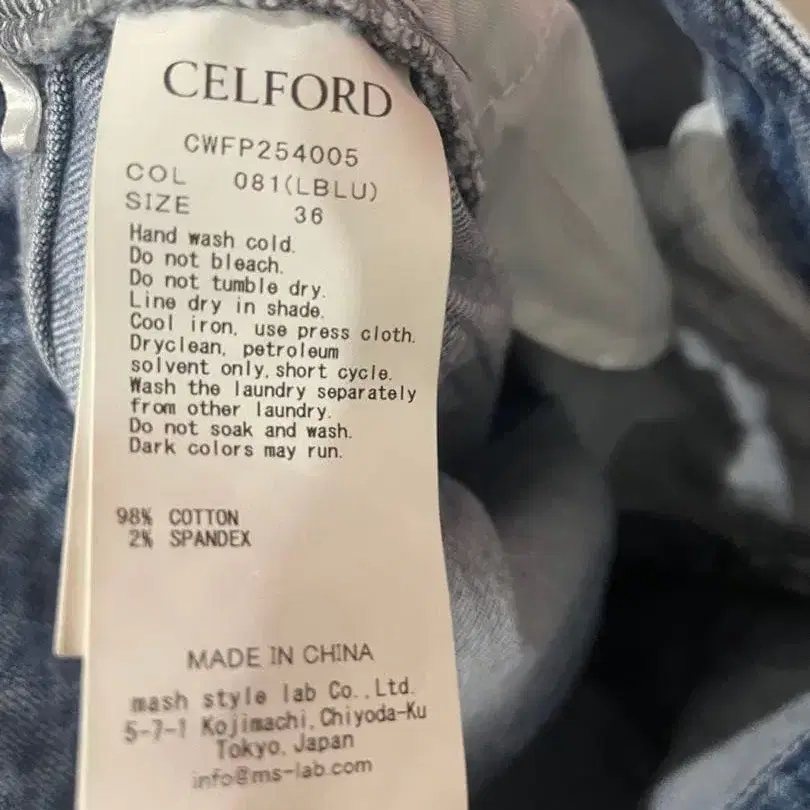 CELFORD
CWFP254005
COL 081(LBLU)
SIZE 36
Hand wash cold.
Do not bleach.
Do not tumble dry.
Line dry in shade.
Cool iron, use press cloth.
Dryclean, petroleum
solvent only,short cycle.
Wash the laundry separately
from other laundry.
Do not soak and wash.
Dark colors may run.
98% COTTON
2% SPANDEX
MADE IN CHINA
mash style lab Co.,Ltd.
5-7-1 Kojimachi,Chiyoda-Ku
Tokyo,Japan
info@ms-lab.com